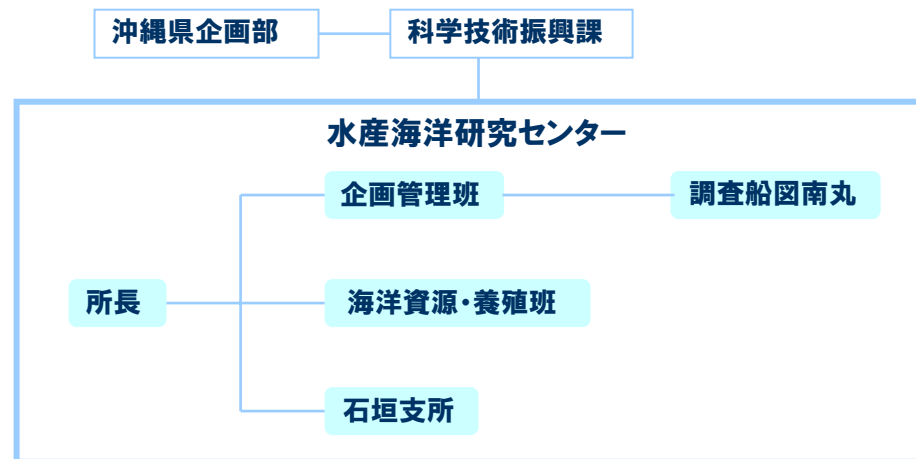 沖縄県企画部
科学技術振興課
水産海洋研究センター
企画管理班
調査船図南丸
所長
海洋資源・養殖班
石垣支所